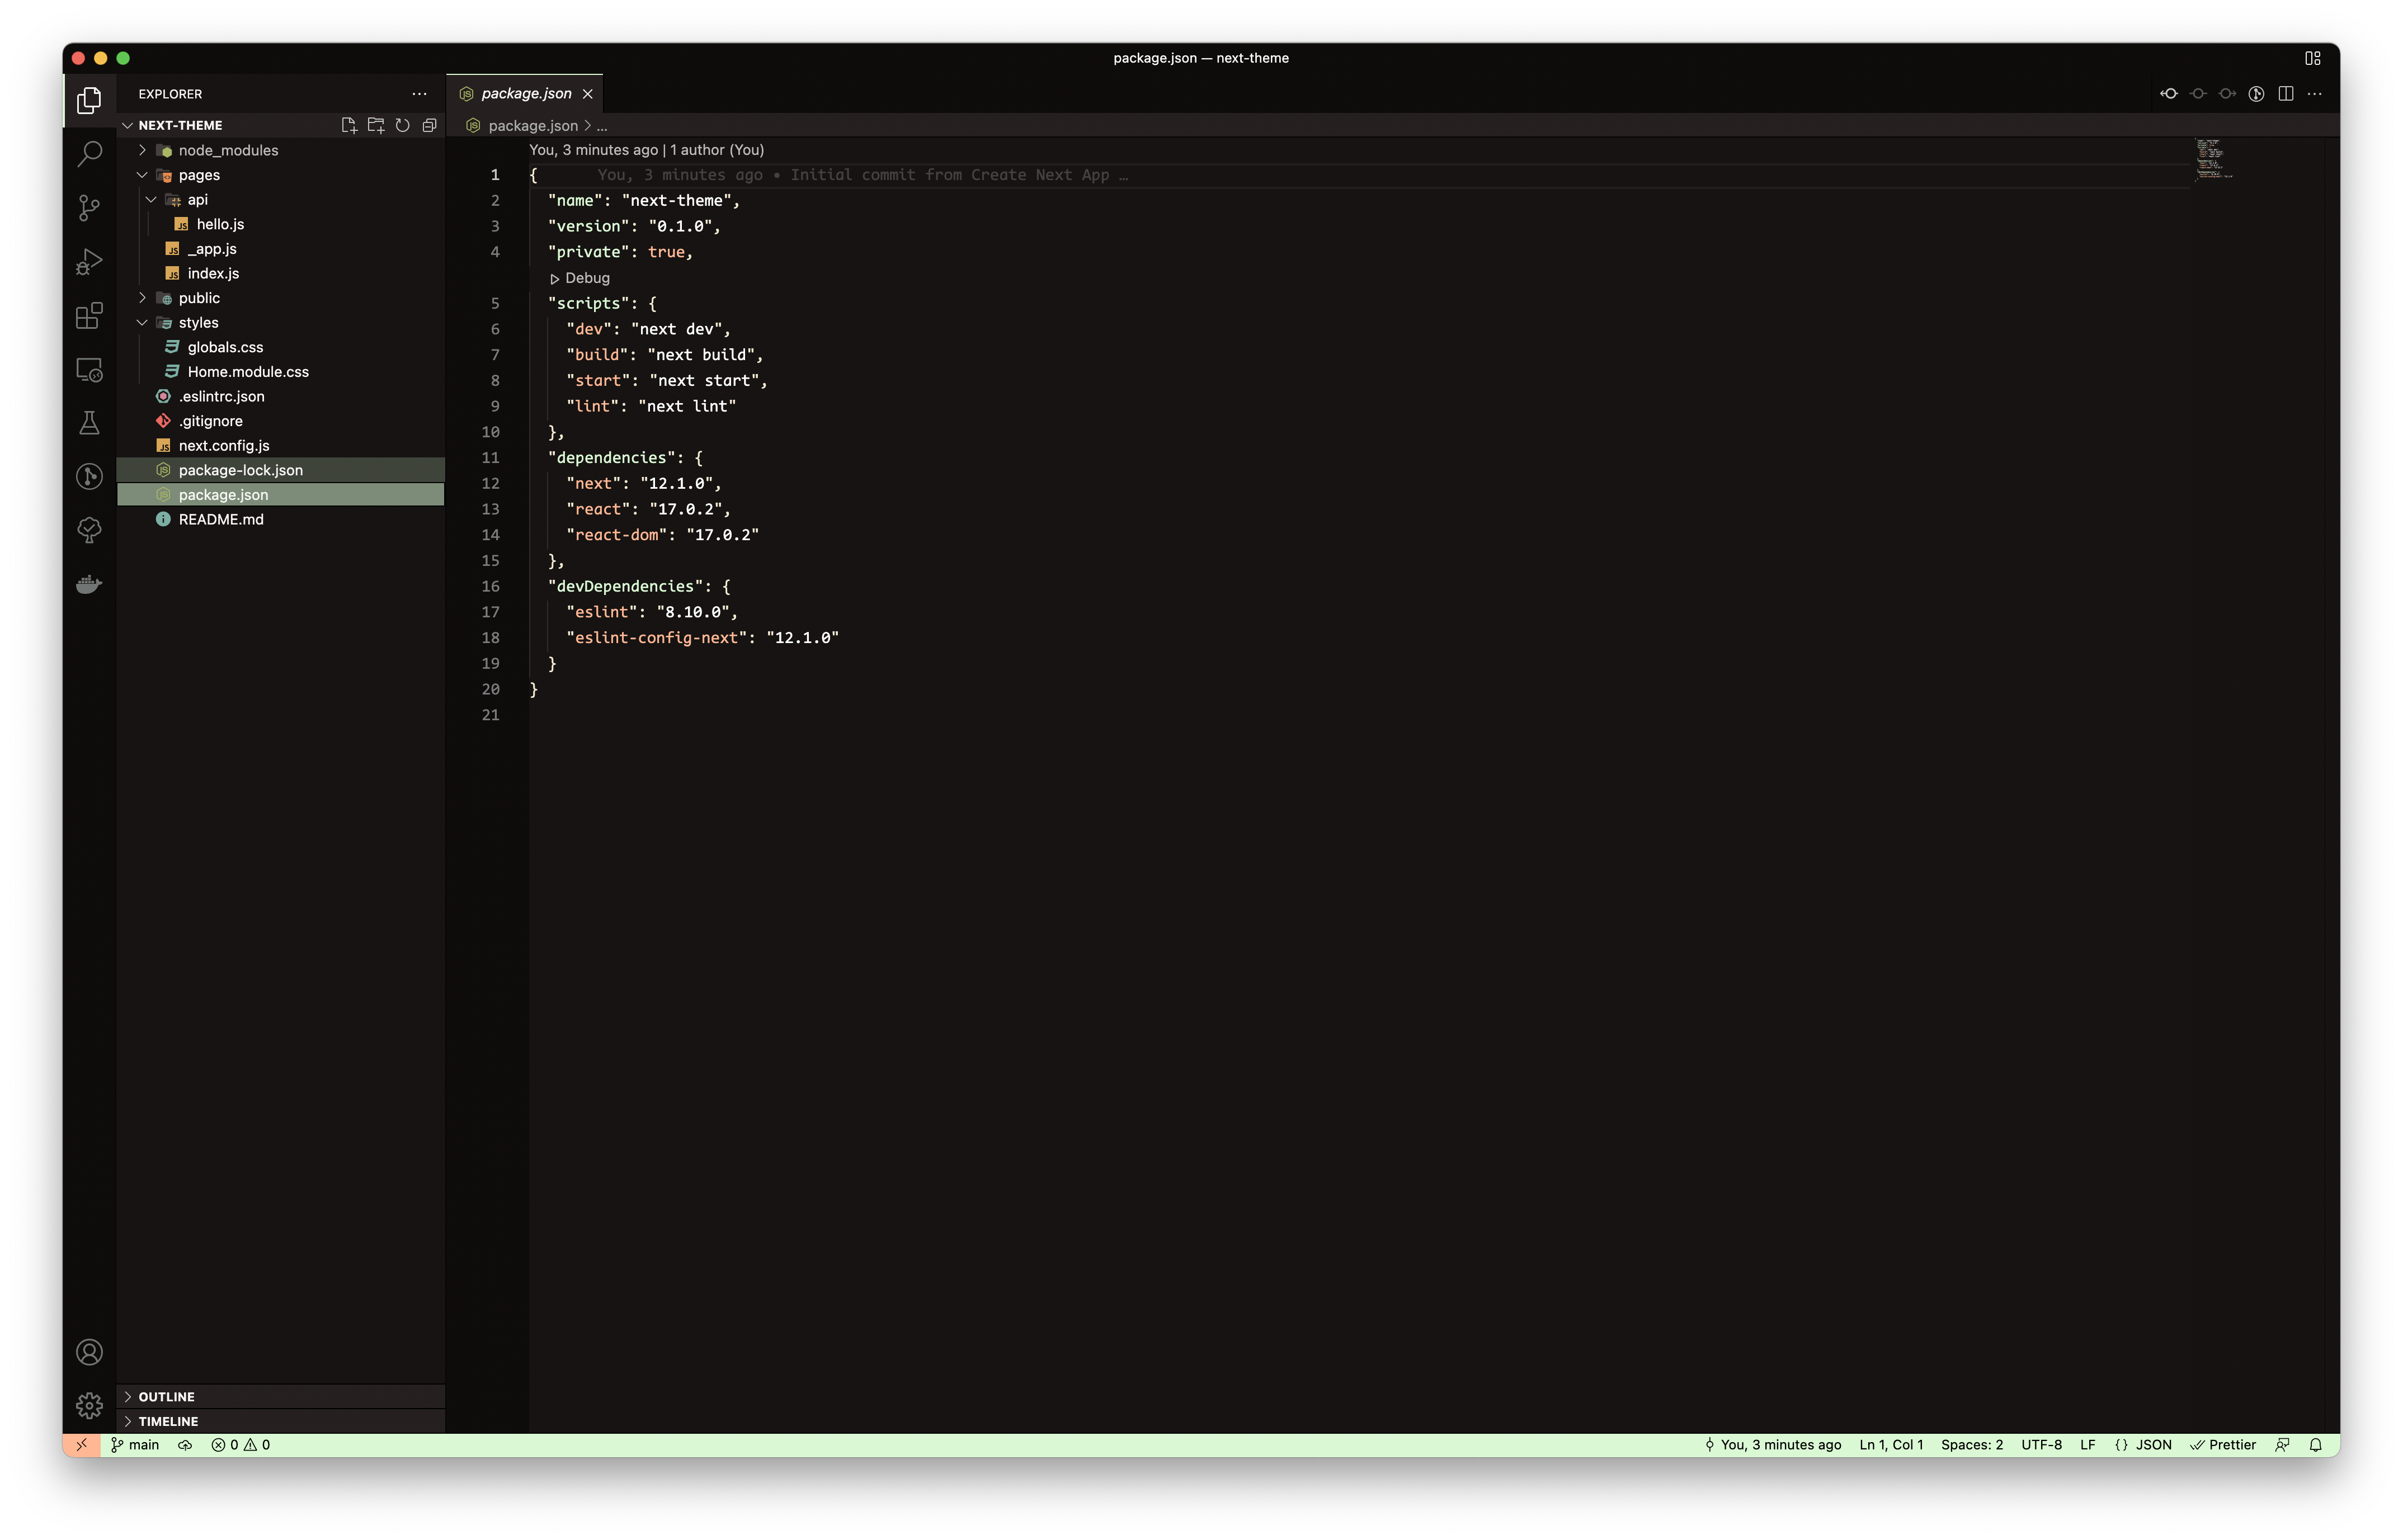 package.json — next-theme
EXPLORER
package.json
NEXT-THEME
package.json > ...
node_modules
pages
api
hello.js
_app.js
index.js
public
styles
globals.css
Home.module.css
.eslintrc.json
.gitignore
next.config.js
package-lock.json
package.json
README.md
OUTLINE
TIMELINE
You, 3 minutes ago | 1 author (You)
1 { You, 3 minutes ago • Initial commit from Create Next App …
2 "name": "next-theme",
3 "version": "0.1.0",
4 "private": true,
Debug
5 "scripts": {
6 "dev": "next dev",
7 "build": "next build",
8 "start": "next start",
9 "lint": "next lint"
10 },
11 "dependencies": {
12 "next": "12.1.0",
13 "react": "17.0.2",
14 "react-dom": "17.0.2"
15 },
16 "devDependencies": {
17 "eslint": "8.10.0",
18 "eslint-config-next": "12.1.0"
19 }
20 }
21
main 0 0 You, 3 minutes ago Ln 1, Col 1 Spaces: 2 UTF-8 LF {} JSON Prettier